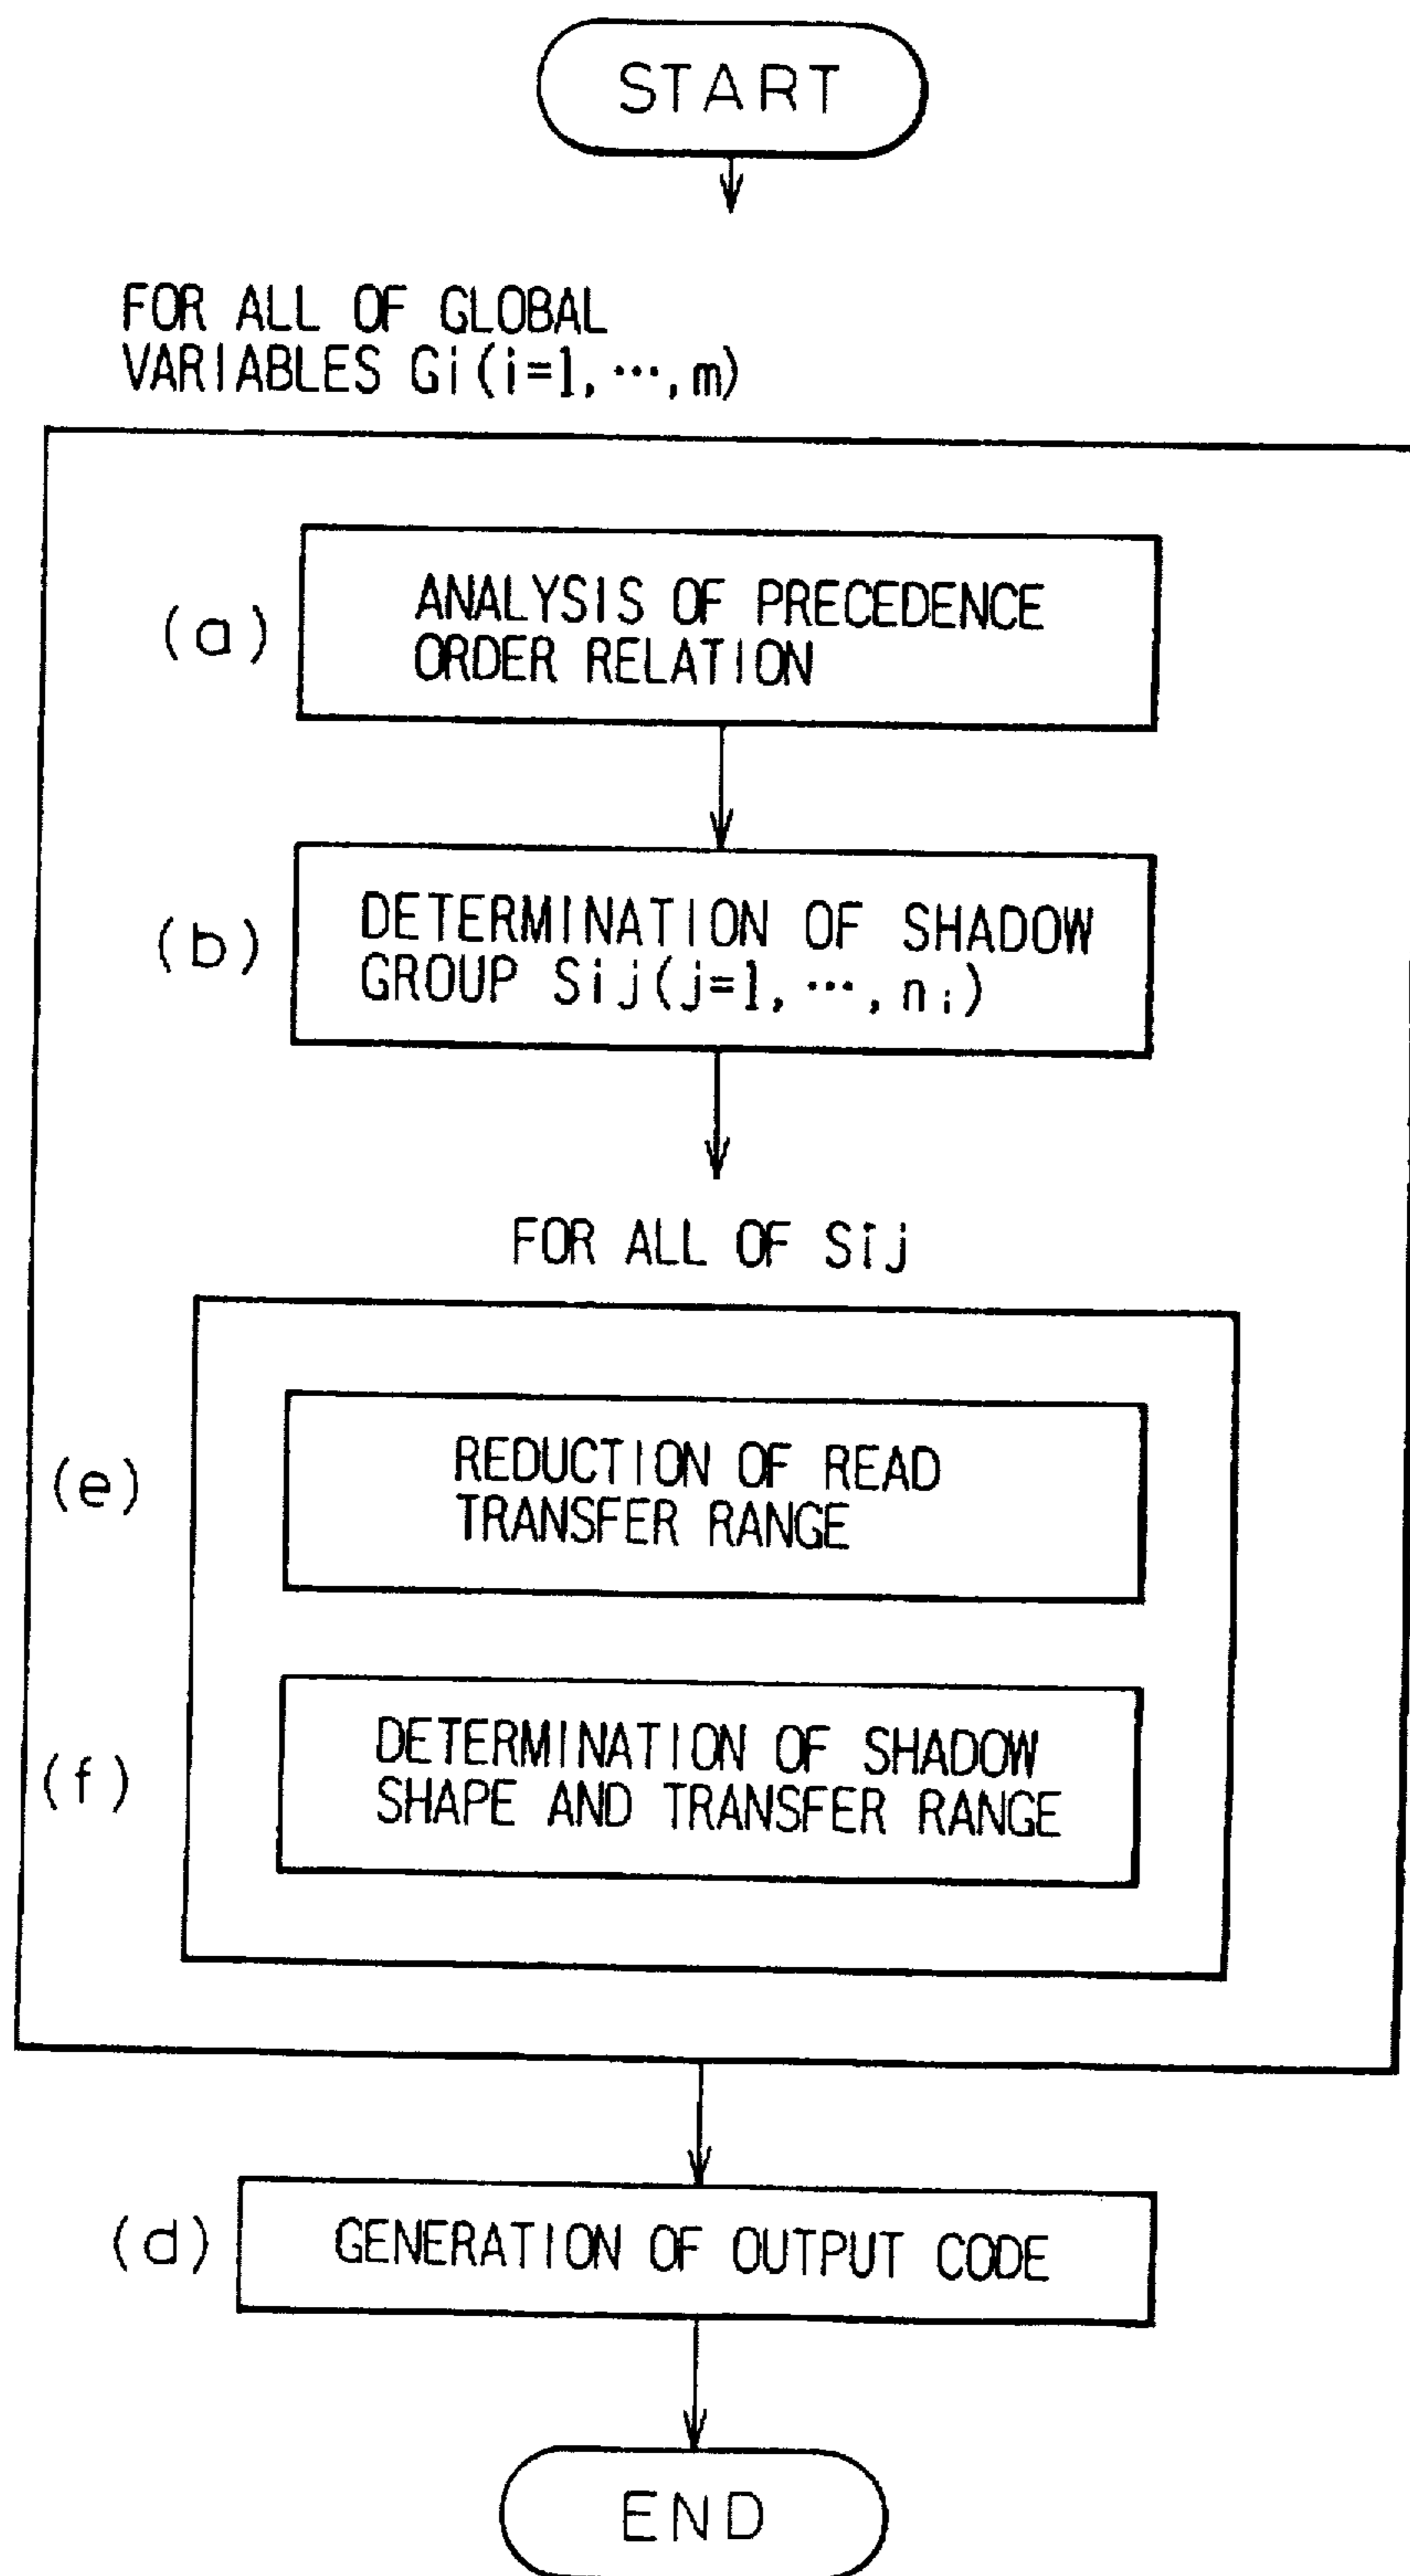 START
FOR ALL OF GLOBAL
VARIABLES Gi(i=1, ⋯, m)
(a)
ANALYSIS OF PRECEDENCE
ORDER RELATION
(b)
DETERMINATION OF SHADOW
GROUP Sij(j=1, ⋯, ni)
FOR ALL OF Sij
(e)
REDUCTION OF READ
TRANSFER RANGE
(f)
DETERMINATION OF SHADOW
SHAPE AND TRANSFER RANGE
(d)
GENERATION OF OUTPUT CODE
END